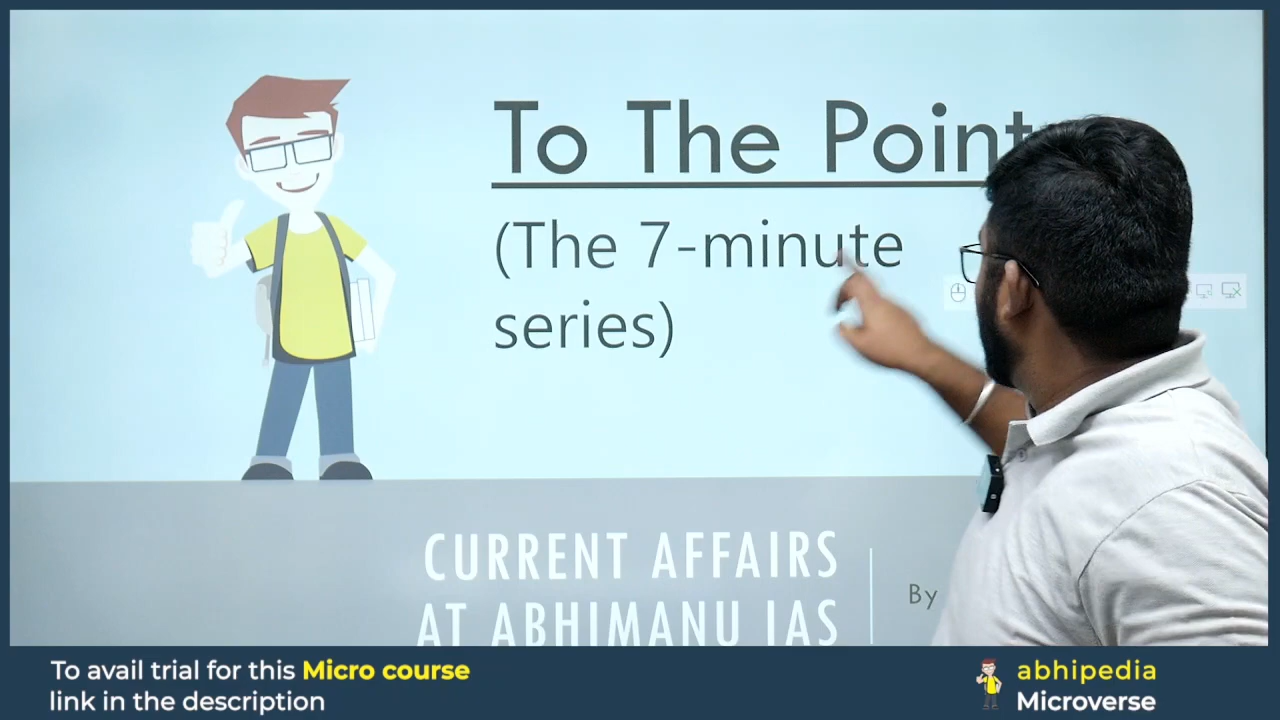 To The Point
(The 7-minute
series)
CURRENT AFFAIRS
AT ABHIMANU IAS
By
To avail trial for this Micro course
link in the description
abhipedia
Microverse